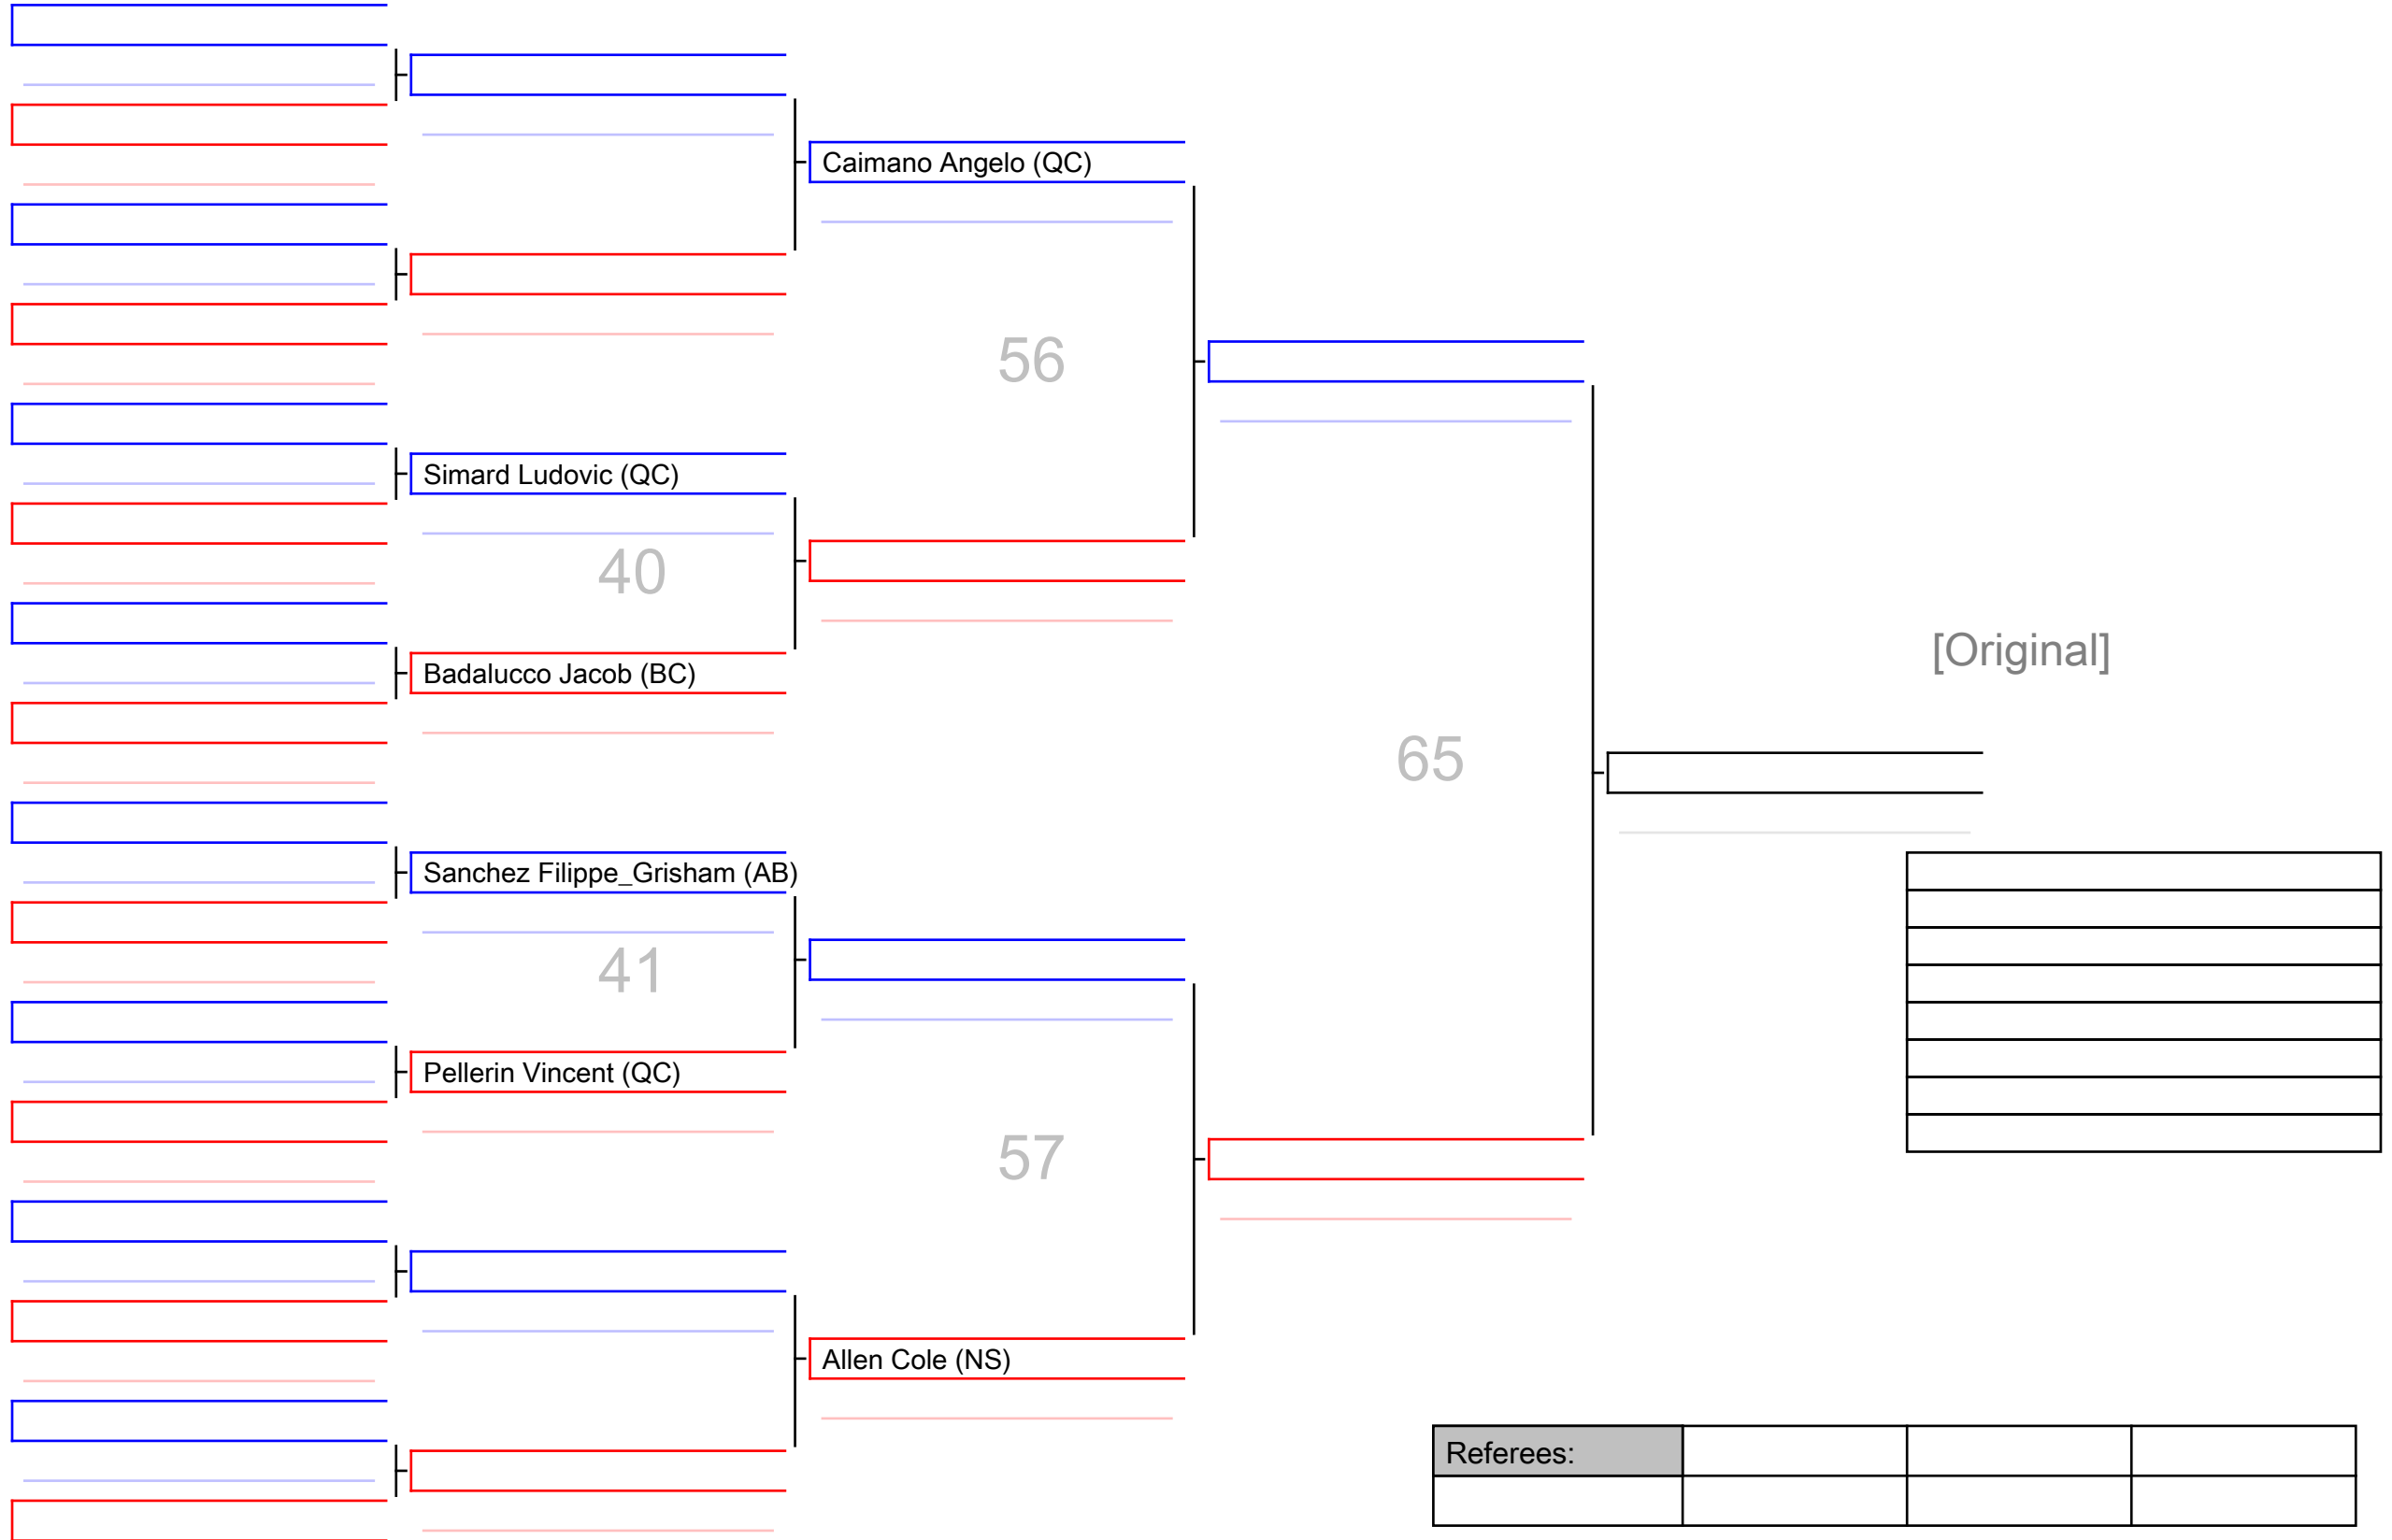 Caimano Angelo (QC)
56
Simard Ludovic (QC)
40
[Original]
Badalucco Jacob (BC)
65
Sanchez Filippe_Grisham (AB)
41
Pellerin Vincent (QC)
57
Allen Cole (NS)
Referees: